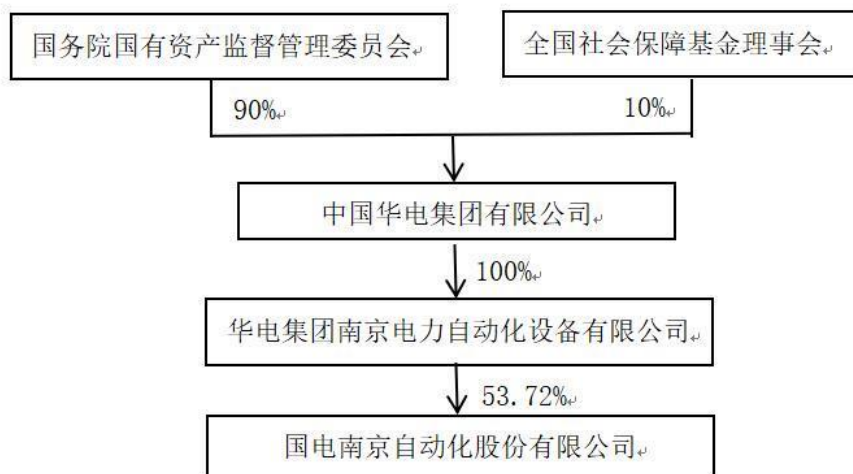 国务院国有资产监督管理委员会
全国社会保障基金理事会
90%
10%
中国华电集团有限公司
100%
华电集团南京电力自动化设备有限公司
53.72%
国电南京自动化股份有限公司